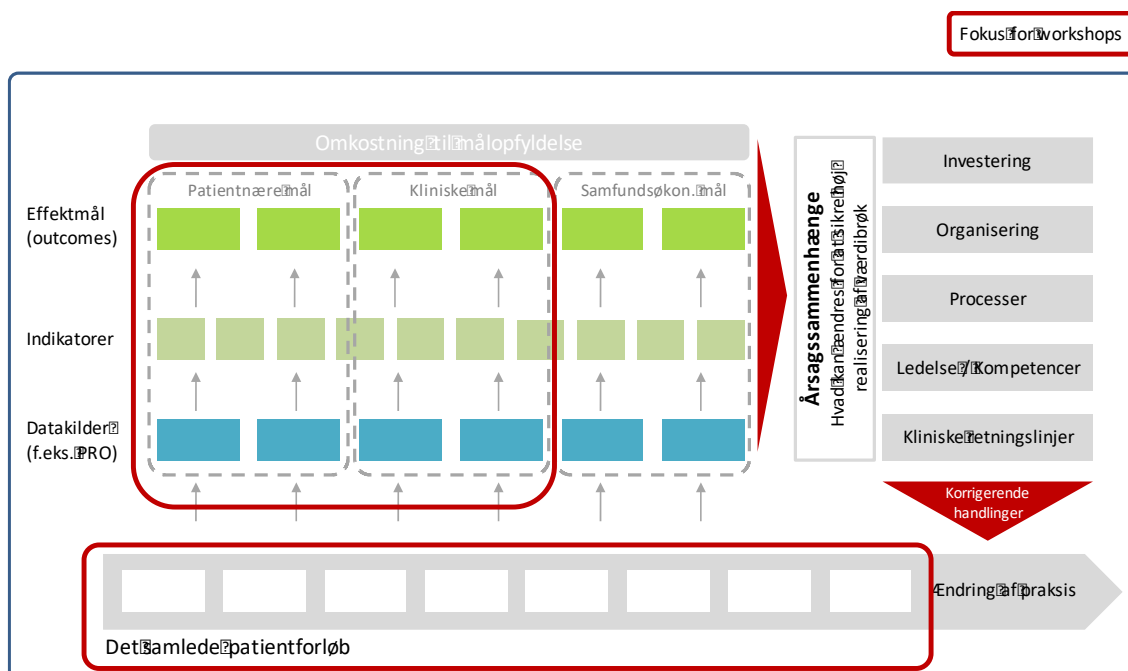 Fokus for workshops
Omkostning til målopfyldelse
Patientnære mål
Kliniske mål
Samfundsøkon. mål
Effektmål
(outcomes)
Indikatorer
Datakilder
(f.eks. PRO)
Årsagssammenhænge
Hvad kan ændres for at sikre høj
realisering af værdibrøk
Investering
Organisering
Processer
Ledelse / Kompetencer
Kliniske retningslinjer
Korrigerende
handlinger
Ændring af praksis
Det samlede patientforløb